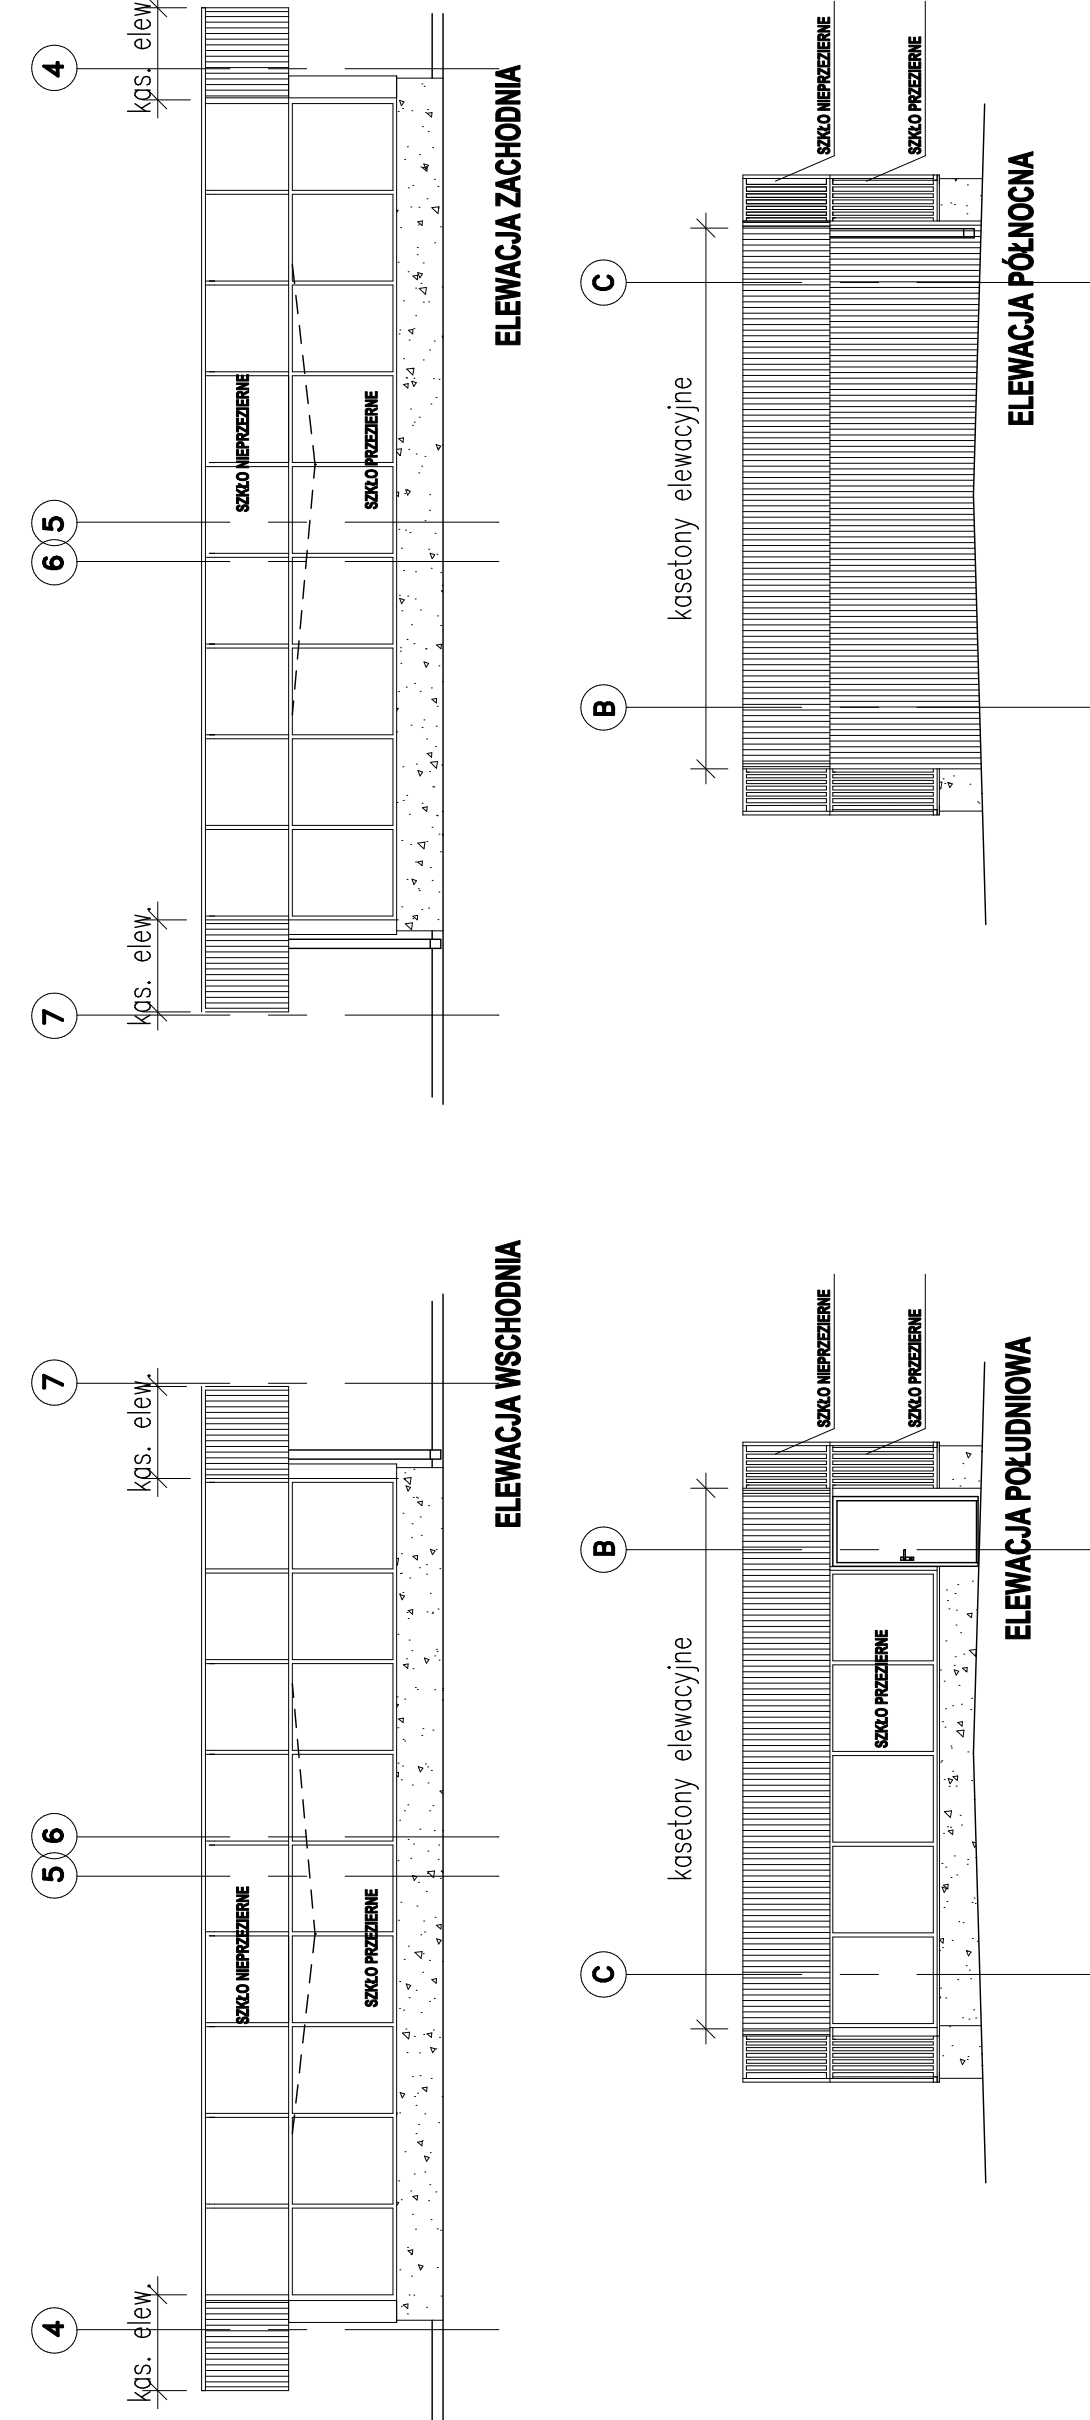 4
5
6
7
kas. elew.
kas. elew.
SZKŁO NIEPRZEZIERNE
SZKŁO PRZEZIERNE
ELEWACJA ZACHODNIA
C
B
kasetony elewacyjne
SZKŁO NIEPRZEZIERNE
SZKŁO PRZEZIERNE
ELEWACJA PÓŁNOCNA
7
6
5
4
kas. elew.
kas. elew.
SZKŁO NIEPRZEZIERNE
SZKŁO PRZEZIERNE
ELEWACJA WSCHODNIA
B
C
kasetony elewacyjne
SZKŁO NIEPRZEZIERNE
SZKŁO PRZEZIERNE
SZKŁO PRZEZIERNE
ELEWACJA POŁUDNIOWA